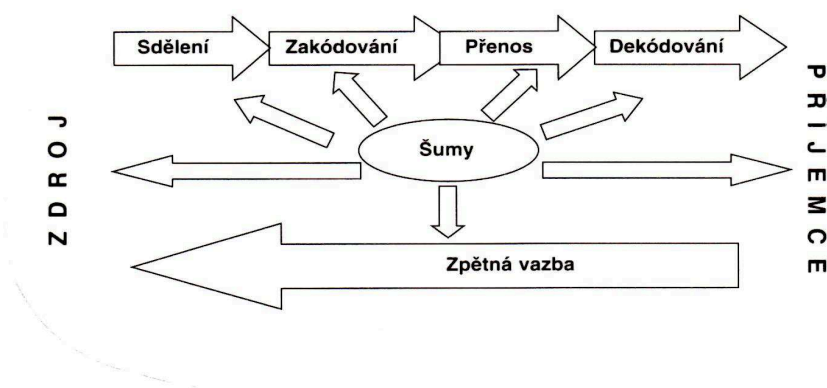 Sdělení
Zakódování
Přenos
Dekódování
ZDROJ
Šumy
PRIJEMCE
Zpětná vazba